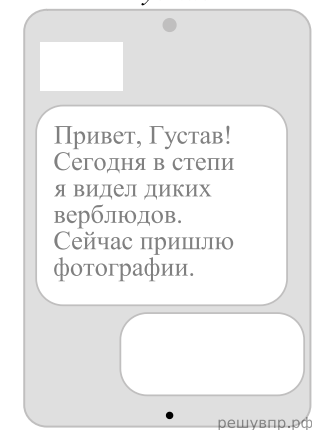 Привет, Густав!
Сегодня в степи
я видел диких
верблюдов.
Сейчас пришлю
фотографии.
решувпр.рф